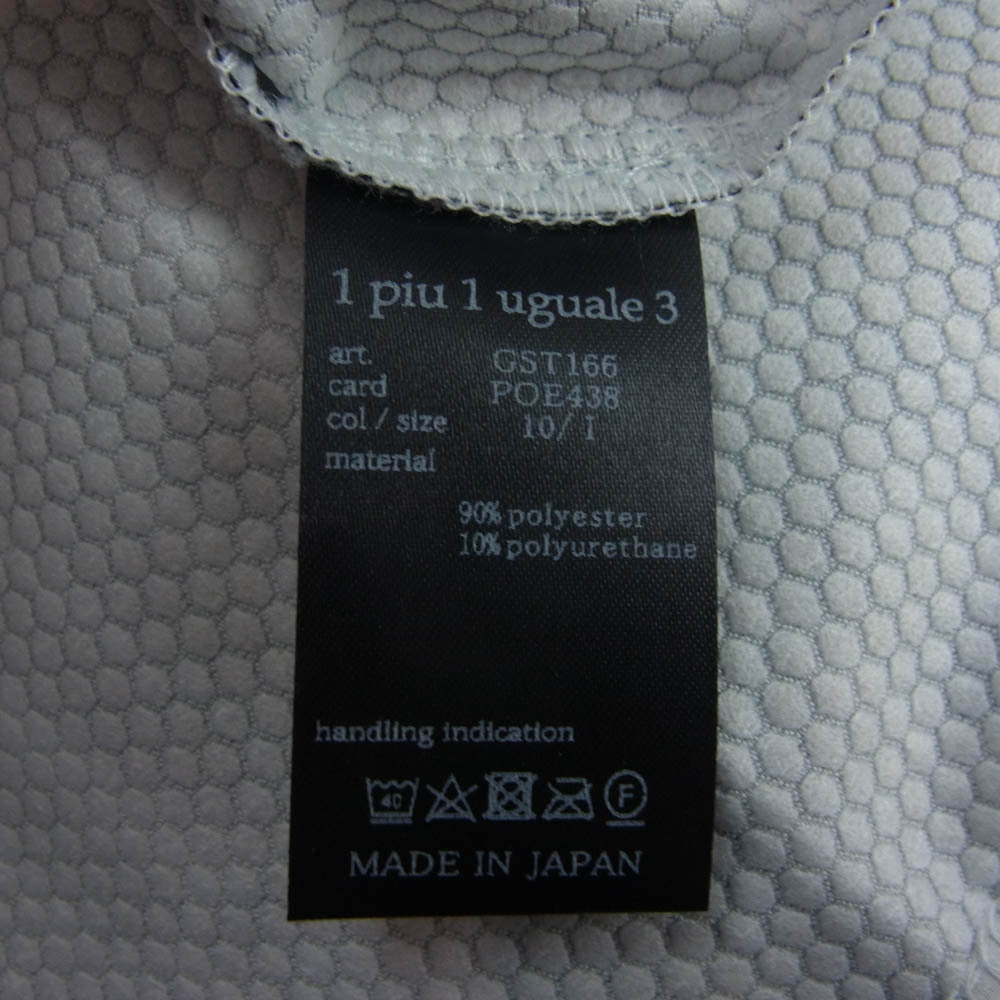 1 piu 1 uguale 3
art. GST166
card POE438
col / size 10/ I
material
90% polyester
10% polyurethane
handling indication
40 F
MADE IN JAPAN